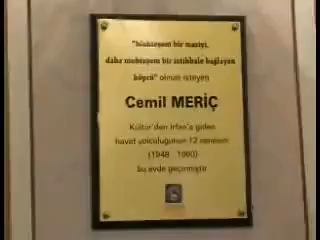 "muhteşem bir maziyi,
daha muhteşem bir istikbale bağlayan
köprü" olmak isteyen
Cemil MERİÇ
Kültür'den İrfan'a giden
hayat yolculuğunun 12 senesini
(1948 - 1960)
bu evde geçirmiştir